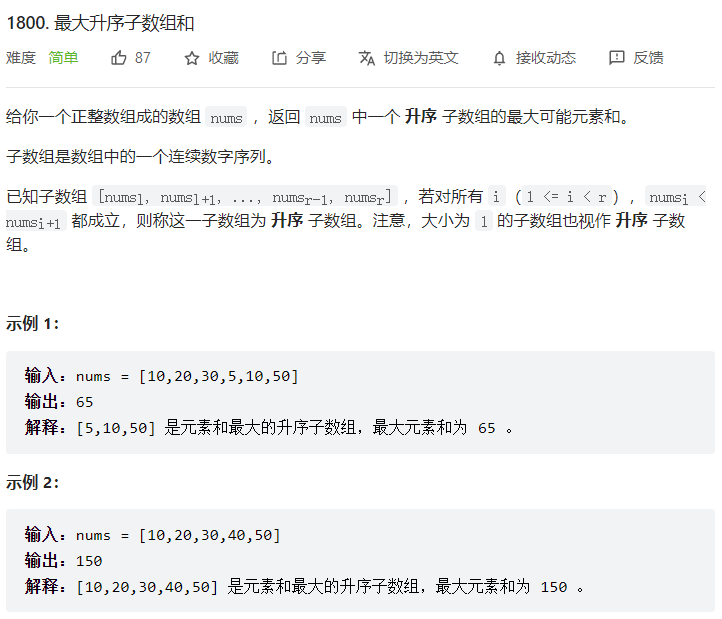 1800. 最大升序子数组和
难度 简单 87 收藏 分享 切换为英文 接收动态 反馈
给你一个正整数组成的数组 nums ，返回 nums 中一个 升序 子数组的最大可能元素和。
子数组是数组中的一个连续数字序列。
已知子数组 [numsl, numsl+1, ..., numsr-1, numsr] ，若对所有 i（l <= i < r），numsi <
numsi+1 都成立，则称这一子数组为 升序 子数组。注意，大小为 1 的子数组也视作 升序 子数
组。
示例 1：
输入：nums = [10,20,30,5,10,50]
输出：65
解释：[5,10,50] 是元素和最大的升序子数组，最大元素和为 65 。
示例 2：
输入：nums = [10,20,30,40,50]
输出：150
解释：[10,20,30,40,50] 是元素和最大的升序子数组，最大元素和为 150 。